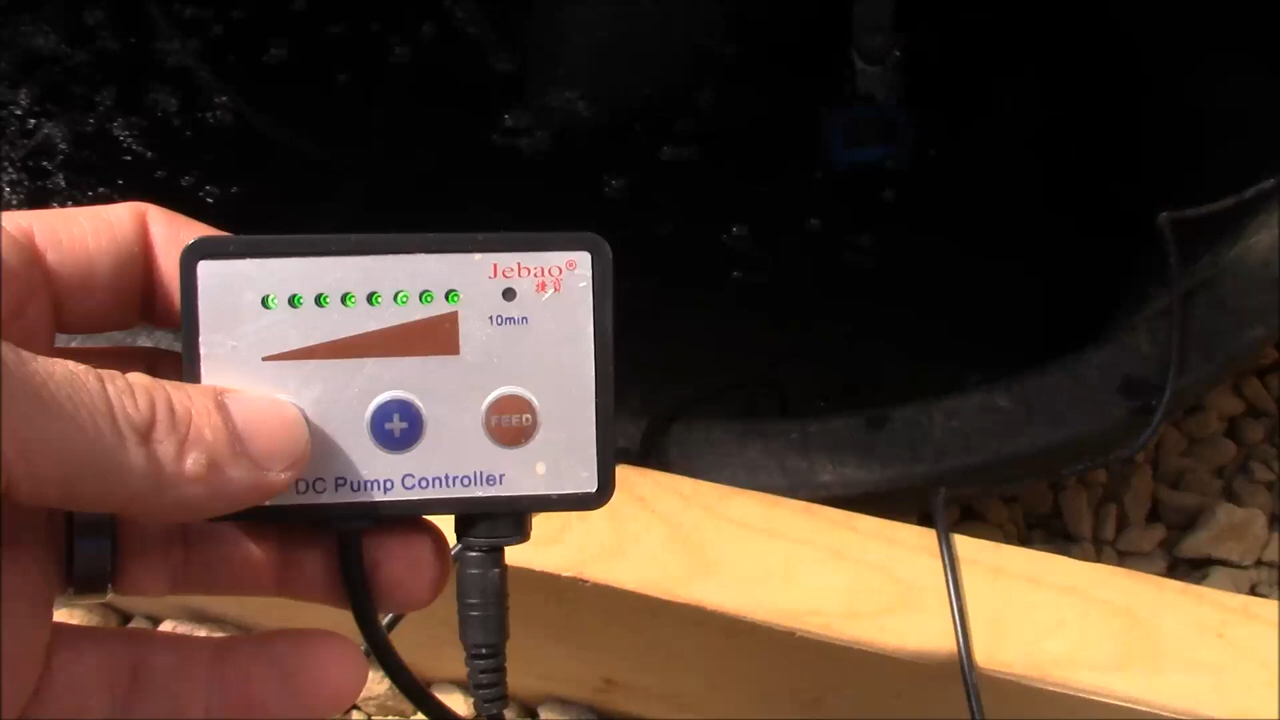 Jebao®
捷宝
10min
+
FEED
DC Pump Controller